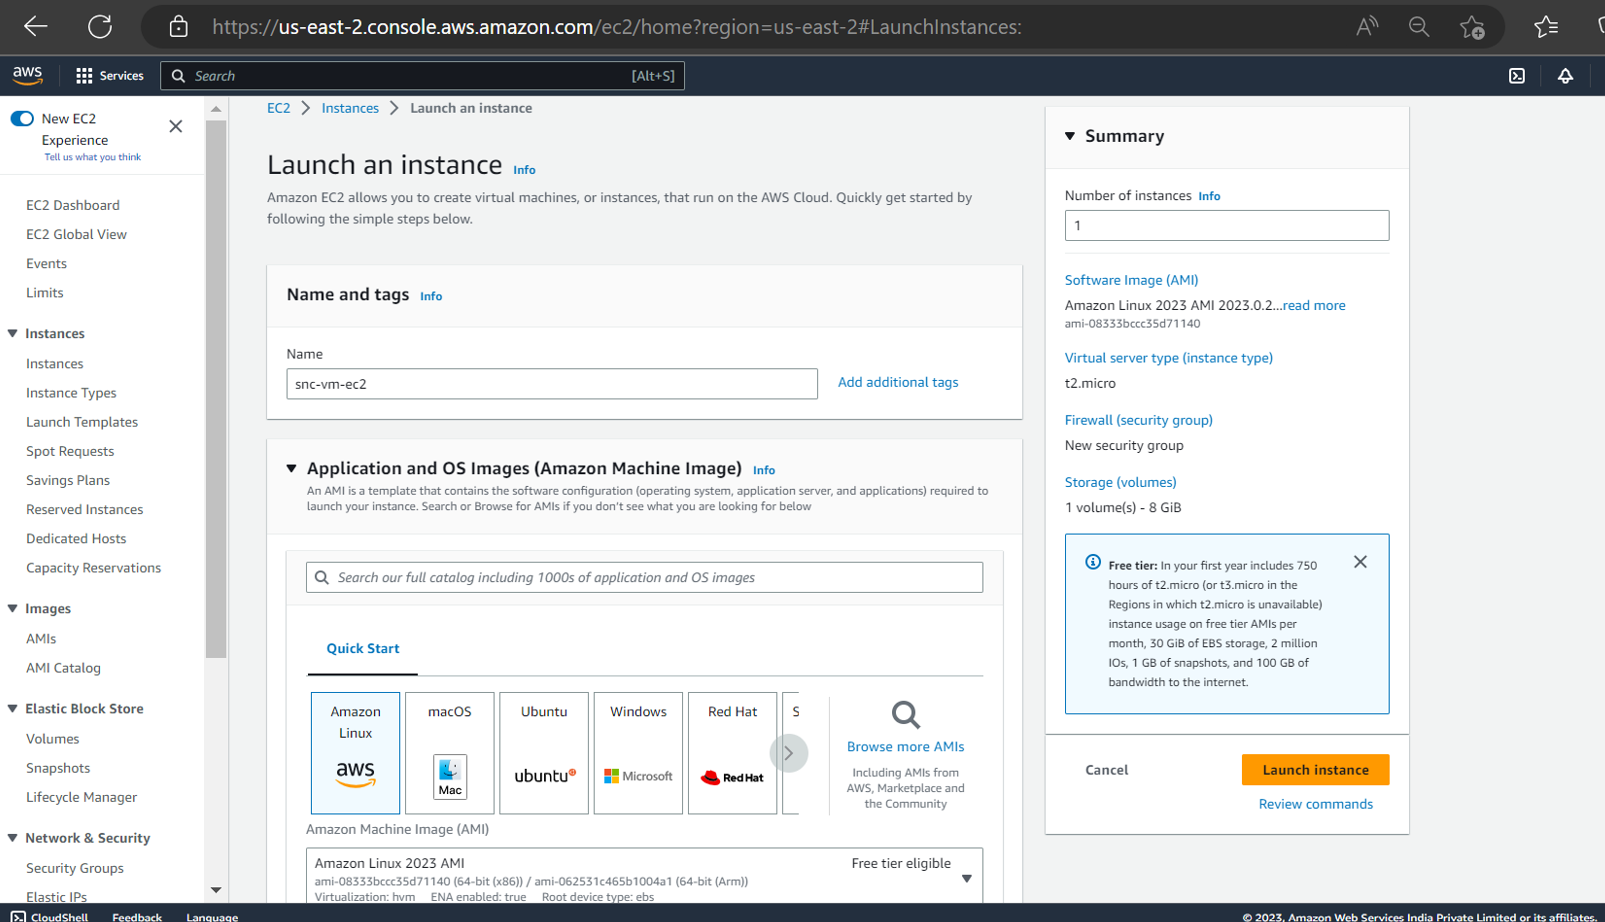 https://us-east-2.console.aws.amazon.com/ec2/home?region=us-east-2#LaunchInstances:
aws
Services
Search
[Alt+S]
New EC2
Experience
Tell us what you think
EC2 Dashboard
EC2 Global View
Events
Limits
Instances
Instances
Instance Types
Launch Templates
Spot Requests
Savings Plans
Reserved Instances
Dedicated Hosts
Capacity Reservations
Images
AMIs
AMI Catalog
Elastic Block Store
Volumes
Snapshots
Lifecycle Manager
Network & Security
Security Groups
Elastic IPs
EC2 > Instances > Launch an instance
Launch an instance Info
Amazon EC2 allows you to create virtual machines, or instances, that run on the AWS Cloud. Quickly get started by
following the simple steps below.
Name and tags Info
Name
snc-vm-ec2
Add additional tags
Application and OS Images (Amazon Machine Image) Info
An AMI is a template that contains the software configuration (operating system, application server, and applications) required to
launch your instance. Search or Browse for AMIs if you don't see what you are looking for below
Search our full catalog including 1000s of application and OS images
Quick Start
Amazon
Linux
aws
macOS
Mac
Ubuntu
ubuntu
Windows
Microsoft
Red Hat
Red Hat
S
Browse more AMIs
Including AMIs from
AWS, Marketplace and
the Community
Amazon Machine Image (AMI)
Amazon Linux 2023 AMI
Free tier eligible
ami-08333bccc35d71140 (64-bit (x86)) / ami-062531c465b1004a1 (64-bit (Arm))
Virtualization: hvm ENA enabled: true Root device type: ebs
Summary
Number of instances Info
1
Software Image (AMI)
Amazon Linux 2023 AMI 2023.0.2...read more
ami-08333bccc35d71140
Virtual server type (instance type)
t2.micro
Firewall (security group)
New security group
Storage (volumes)
1 volume(s) - 8 GiB
Free tier: In your first year includes 750
hours of t2.micro (or t3.micro in the
Regions in which t2.micro is unavailable)
instance usage on free tier AMIs per
month, 30 GiB of EBS storage, 2 million
IOs, 1 GB of snapshots, and 100 GB of
bandwidth to the internet.
Cancel
Launch instance
Review commands
CloudShell
Feedback
Language
© 2023, Amazon Web Services India Private Limited or its affiliates.